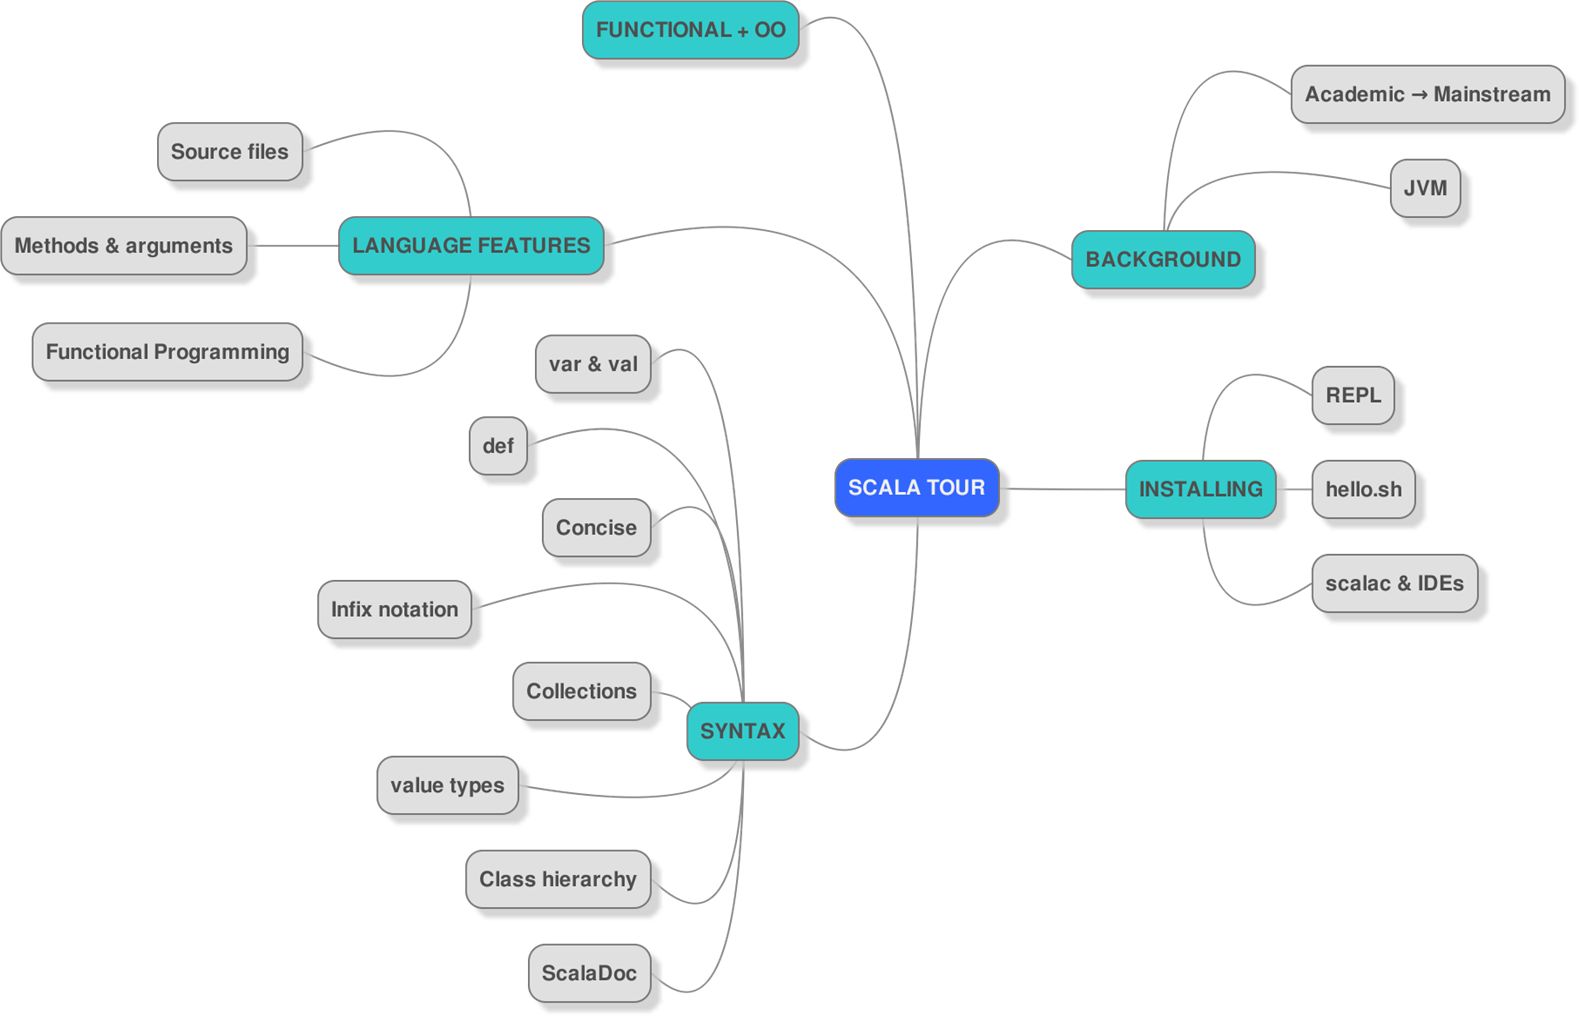 FUNCTIONAL + OO
Academic → Mainstream
Source files
JVM
Methods & arguments
LANGUAGE FEATURES
BACKGROUND
Functional Programming
var & val
REPL
def
SCALA TOUR
INSTALLING
hello.sh
Concise
scalac & IDEs
Infix notation
Collections
SYNTAX
value types
Class hierarchy
ScalaDoc